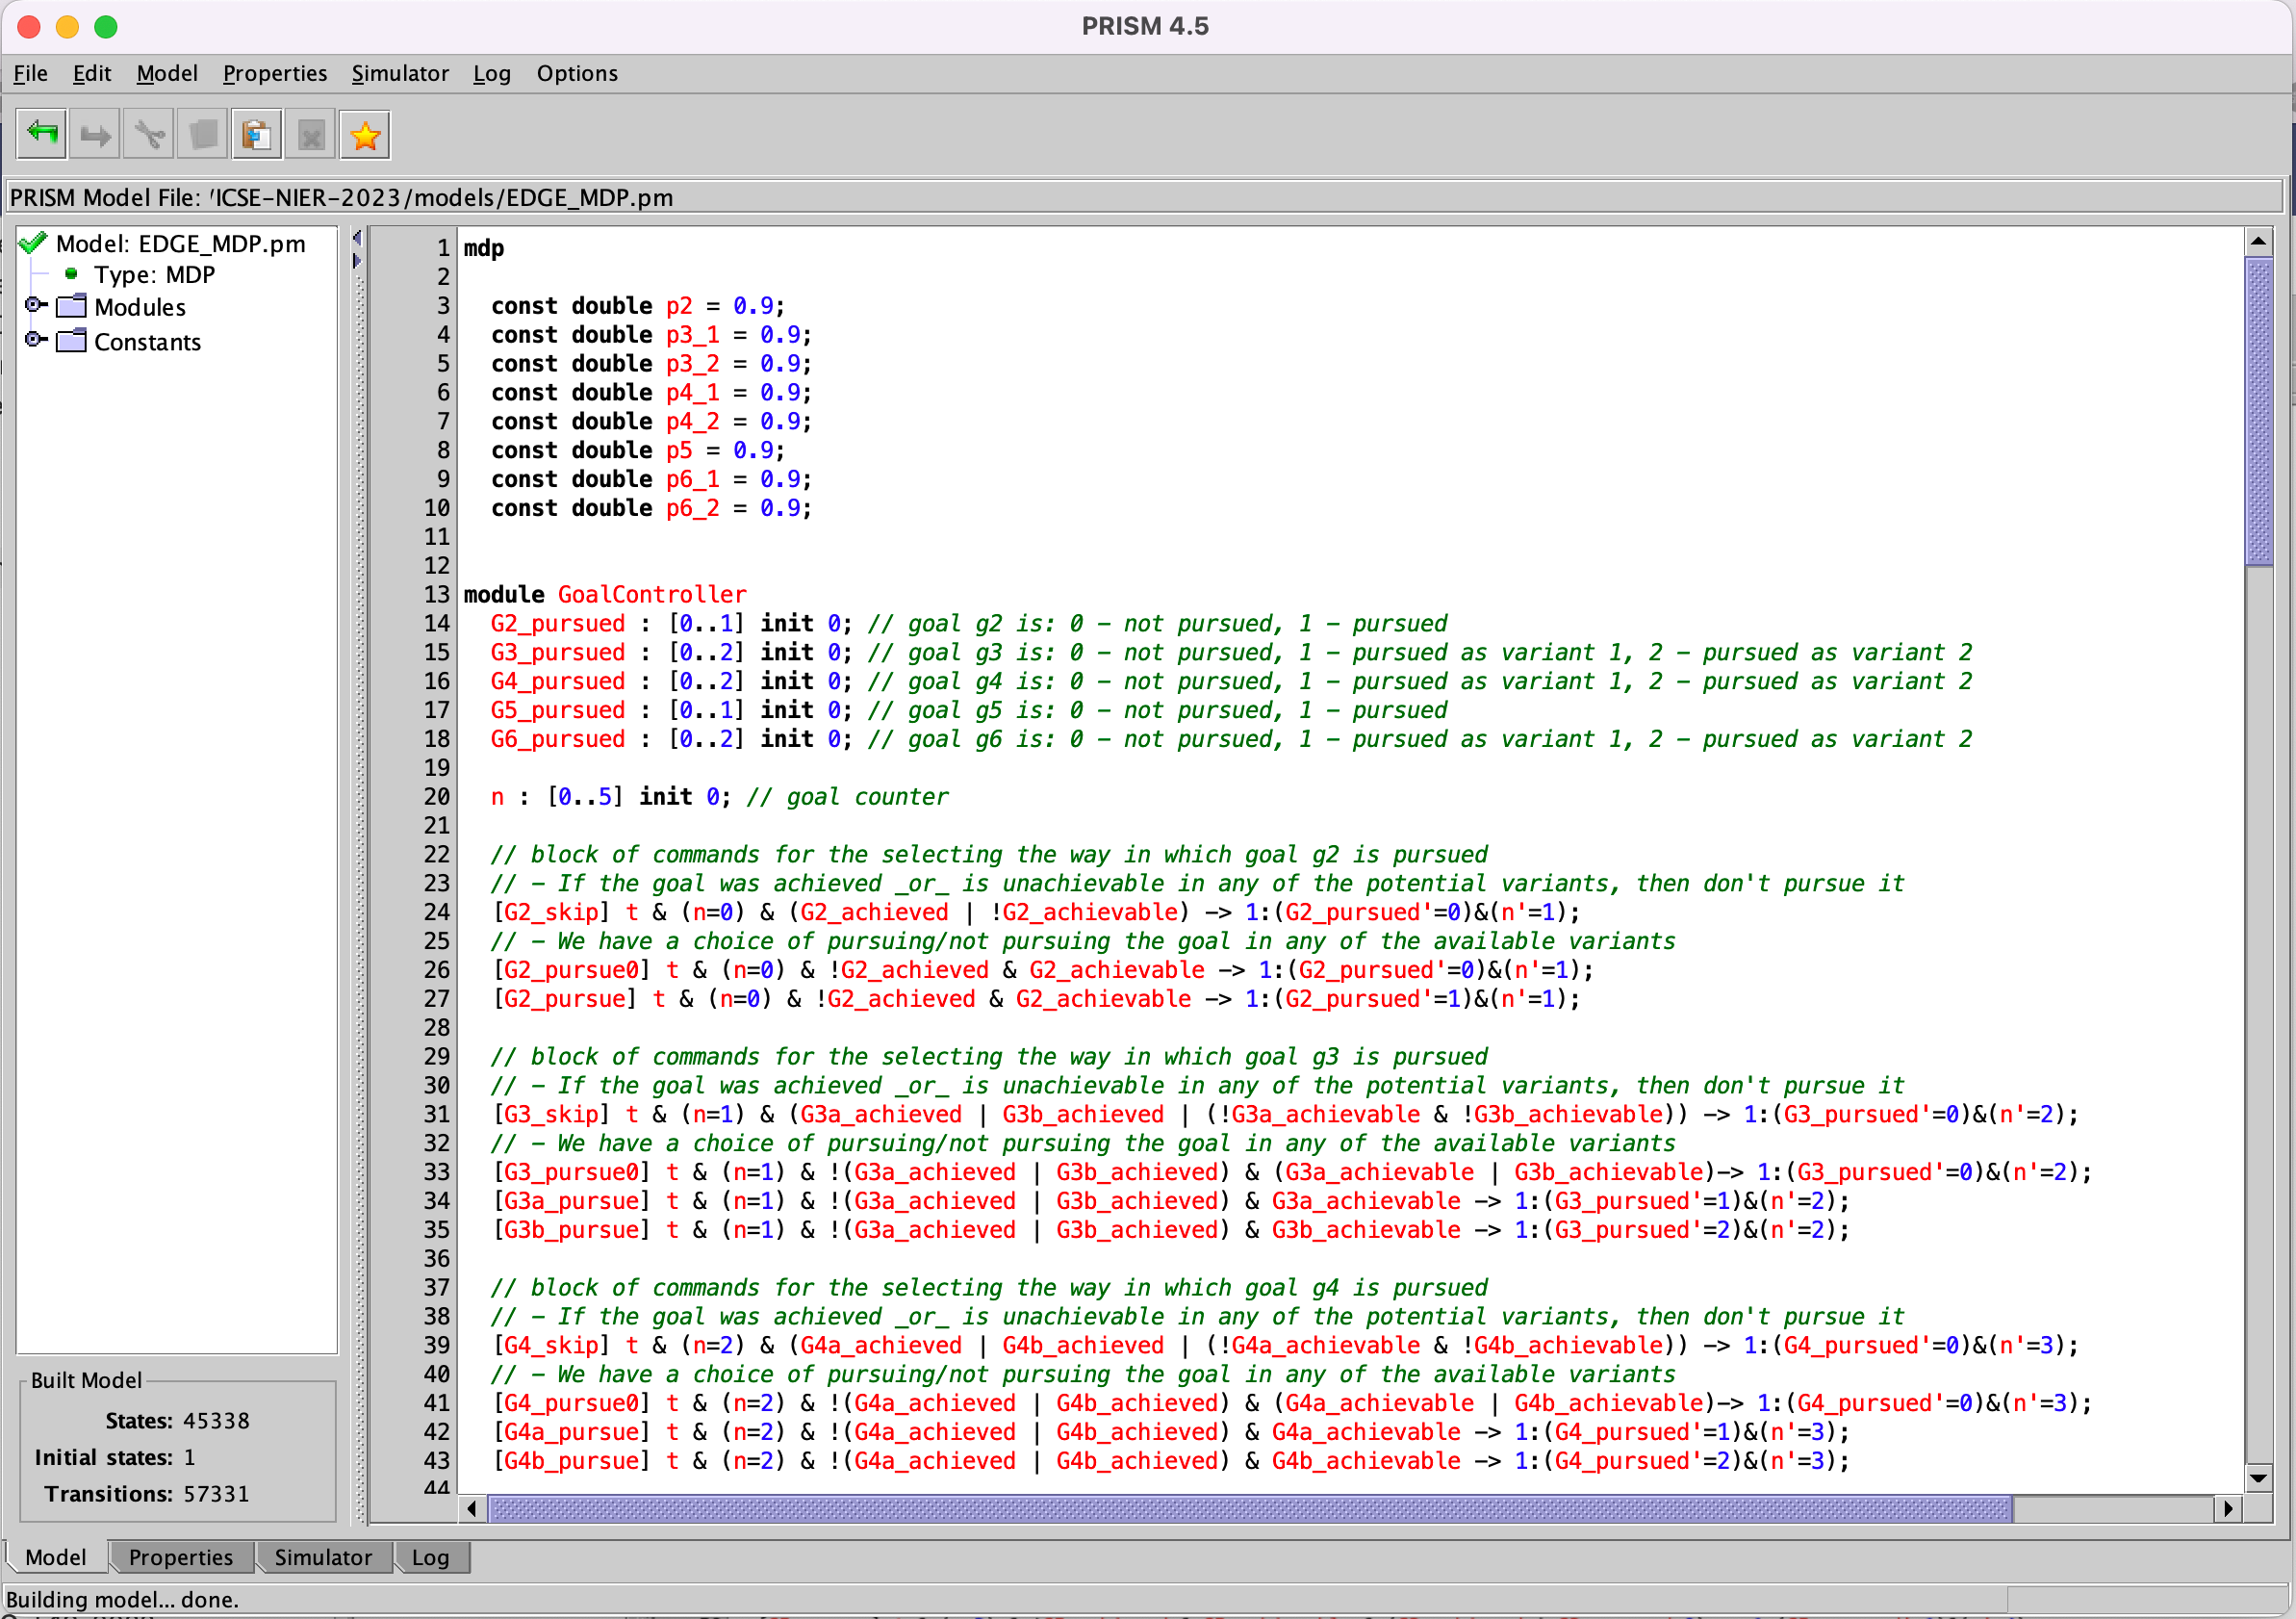 PRISM 4.5
File Edit Model Properties Simulator Log Options
PRISM Model File: /ICSE-NIER-2023/models/EDGE_MDP.pm
Model: EDGE_MDP.pm
Type: MDP
Modules
Constants
1 mdp
2
3 const double p2 = 0.9;
4 const double p3_1 = 0.9;
5 const double p3_2 = 0.9;
6 const double p4_1 = 0.9;
7 const double p4_2 = 0.9;
8 const double p5 = 0.9;
9 const double p6_1 = 0.9;
10 const double p6_2 = 0.9;
11
12
13 module GoalController
14 G2_pursued : [0..1] init 0; // goal g2 is: 0 – not pursued, 1 – pursued
15 G3_pursued : [0..2] init 0; // goal g3 is: 0 – not pursued, 1 – pursued as variant 1, 2 – pursued as variant 2
16 G4_pursued : [0..2] init 0; // goal g4 is: 0 – not pursued, 1 – pursued as variant 1, 2 – pursued as variant 2
17 G5_pursued : [0..1] init 0; // goal g5 is: 0 – not pursued, 1 – pursued
18 G6_pursued : [0..2] init 0; // goal g6 is: 0 – not pursued, 1 – pursued as variant 1, 2 – pursued as variant 2
19
20 n : [0..5] init 0; // goal counter
21
22 // block of commands for the selecting the way in which goal g2 is pursued
23 // – If the goal was achieved _or_ is unachievable in any of the potential variants, then don't pursue it
24 [G2_skip] t & (n=0) & (G2_achieved | !G2_achievable) –> 1:(G2_pursued'=0)&(n'=1);
25 // – We have a choice of pursuing/not pursuing the goal in any of the available variants
26 [G2_pursue0] t & (n=0) & !G2_achieved & G2_achievable –> 1:(G2_pursued'=0)&(n'=1);
27 [G2_pursue] t & (n=0) & !G2_achieved & G2_achievable –> 1:(G2_pursued'=1)&(n'=1);
28
29 // block of commands for the selecting the way in which goal g3 is pursued
30 // – If the goal was achieved _or_ is unachievable in any of the potential variants, then don't pursue it
31 [G3_skip] t & (n=1) & (G3a_achieved | G3b_achieved | (!G3a_achievable & !G3b_achievable)) –> 1:(G3_pursued'=0)&(n'=2);
32 // – We have a choice of pursuing/not pursuing the goal in any of the available variants
33 [G3_pursue0] t & (n=1) & !(G3a_achieved | G3b_achieved) & (G3a_achievable | G3b_achievable)–> 1:(G3_pursued'=0)&(n'=2);
34 [G3a_pursue] t & (n=1) & !(G3a_achieved | G3b_achieved) & G3a_achievable –> 1:(G3_pursued'=1)&(n'=2);
35 [G3b_pursue] t & (n=1) & !(G3a_achieved | G3b_achieved) & G3b_achievable –> 1:(G3_pursued'=2)&(n'=2);
36
37 // block of commands for the selecting the way in which goal g4 is pursued
38 // – If the goal was achieved _or_ is unachievable in any of the potential variants, then don't pursue it
39 [G4_skip] t & (n=2) & (G4a_achieved | G4b_achieved | (!G4a_achievable & !G4b_achievable)) –> 1:(G4_pursued'=0)&(n'=3);
40 // – We have a choice of pursuing/not pursuing the goal in any of the available variants
41 [G4_pursue0] t & (n=2) & !(G4a_achieved | G4b_achieved) & (G4a_achievable | G4b_achievable)–> 1:(G4_pursued'=0)&(n'=3);
42 [G4a_pursue] t & (n=2) & !(G4a_achieved | G4b_achieved) & G4a_achievable –> 1:(G4_pursued'=1)&(n'=3);
43 [G4b_pursue] t & (n=2) & !(G4a_achieved | G4b_achieved) & G4b_achievable –> 1:(G4_pursued'=2)&(n'=3);
44
Built Model
States: 45338
Initial states: 1
Transitions: 57331
Model Properties Simulator Log
Building model... done.